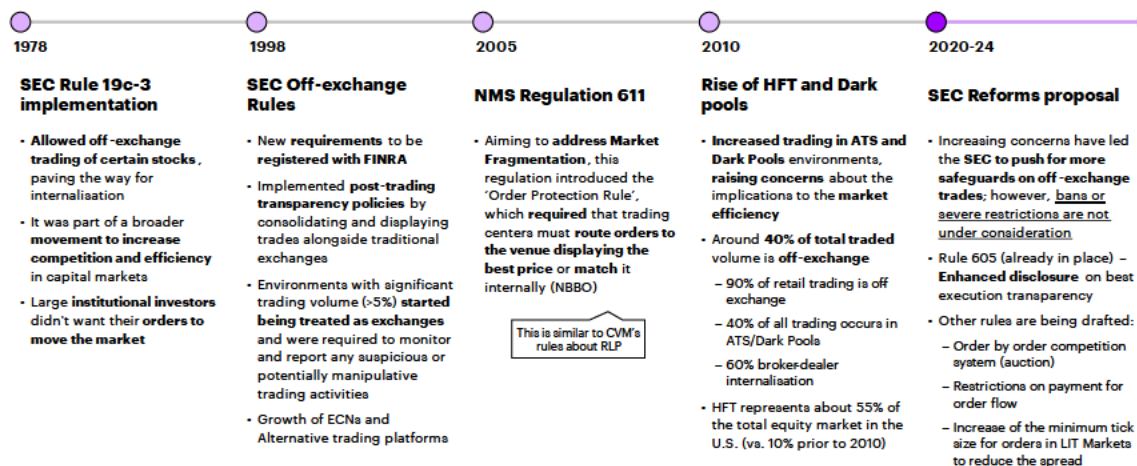 1978
SEC Rule 19c-3
implementation
• Allowed off-exchange
trading of certain stocks,
paving the way for
internalisation
• It was part of a broader
movement to increase
competition and efficiency
in capital markets
• Large institutional investors
didn't want their orders to
move the market
1998
SEC Off-exchange
Rules
• New requirements to be
registered with FINRA
• Implemented post-trading
transparency policies by
consolidating and displaying
trades alongside traditional
exchanges
• Environments with significant
trading volume (>5%) started
being treated as exchanges
and were required to monitor
and report any suspicious or
potentially manipulative
trading activities
• Growth of ECNs and
Alternative trading platforms
2005
NMS Regulation 611
• Aiming to address Market
Fragmentation, this
regulation introduced the
'Order Protection Rule',
which required that trading
centers must route orders to
the venue displaying the
best price or match it
internally (NBBO)
This is similar to CVM's
rules about RLP
2010
Rise of HFT and Dark
pools
• Increased trading in ATS and
Dark Pools environments,
raising concerns about the
implications to the market
efficiency
• Around 40% of total traded
volume is off-exchange
– 90% of retail trading is off
exchange
– 40% of all trading occurs in
ATS/Dark Pools
– 60% broker-dealer
internalisation
• HFT represents about 55% of
the total equity market in the
U.S. (vs. 10% prior to 2010)
2020-24
SEC Reforms proposal
• Increasing concerns have led
the SEC to push for more
safeguards on off-exchange
trades; however, bans or
severe restrictions are not
under consideration
• Rule 605 (already in place) –
Enhanced disclosure on best
execution transparency
• Other rules are being drafted:
– Order by order competition
system (auction)
– Restrictions on payment for
order flow
– Increase of the minimum tick
size for orders in LIT Markets
to reduce the spread